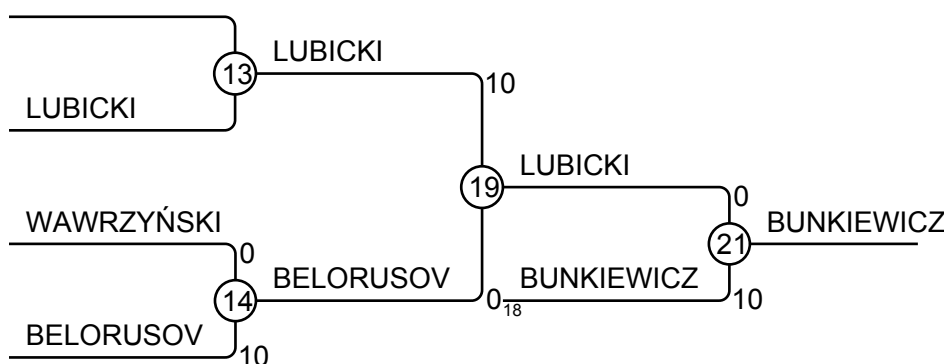 LUBICKI
13
10
LUBICKI
LUBICKI
19
WAWRZYŃSKI
0
BUNKIEWICZ
0
21
BELORUSOV
BUNKIEWICZ
14
0
18
10
BELORUSOV
10